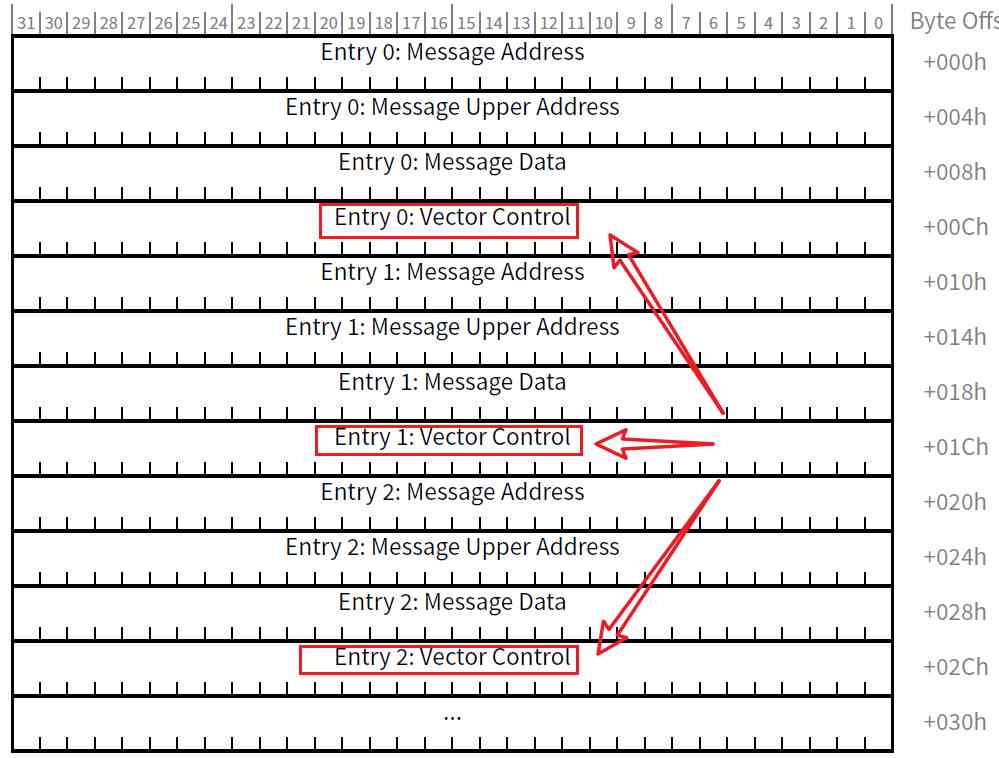 31 30 29 28 27 26 25 24 23 22 21 20 19 18 17 16 15 14 13 12 11 10 9 8 7 6 5 4 3 2 1 0 Byte Offs
Entry 0: Message Address +000h
Entry 0: Message Upper Address +004h
Entry 0: Message Data +008h
Entry 0: Vector Control +00Ch
Entry 1: Message Address +010h
Entry 1: Message Upper Address +014h
Entry 1: Message Data +018h
Entry 1: Vector Control +01Ch
Entry 2: Message Address +020h
Entry 2: Message Upper Address +024h
Entry 2: Message Data +028h
Entry 2: Vector Control +02Ch
... +030h